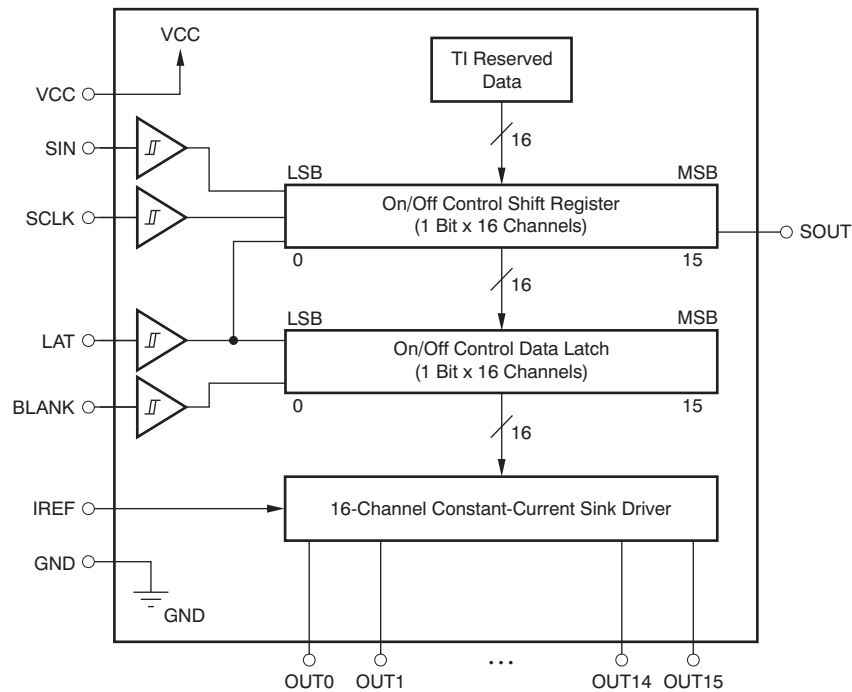 VCC
TI Reserved
Data
VCC
16
SIN
LSB
MSB
On/Off Control Shift Register
(1 Bit x 16 Channels)
SCLK
SOUT
0
15
16
LSB
MSB
LAT
On/Off Control Data Latch
(1 Bit x 16 Channels)
BLANK
0
15
16
IREF
16-Channel Constant-Current Sink Driver
GND
GND
...
OUT0
OUT1
OUT14
OUT15